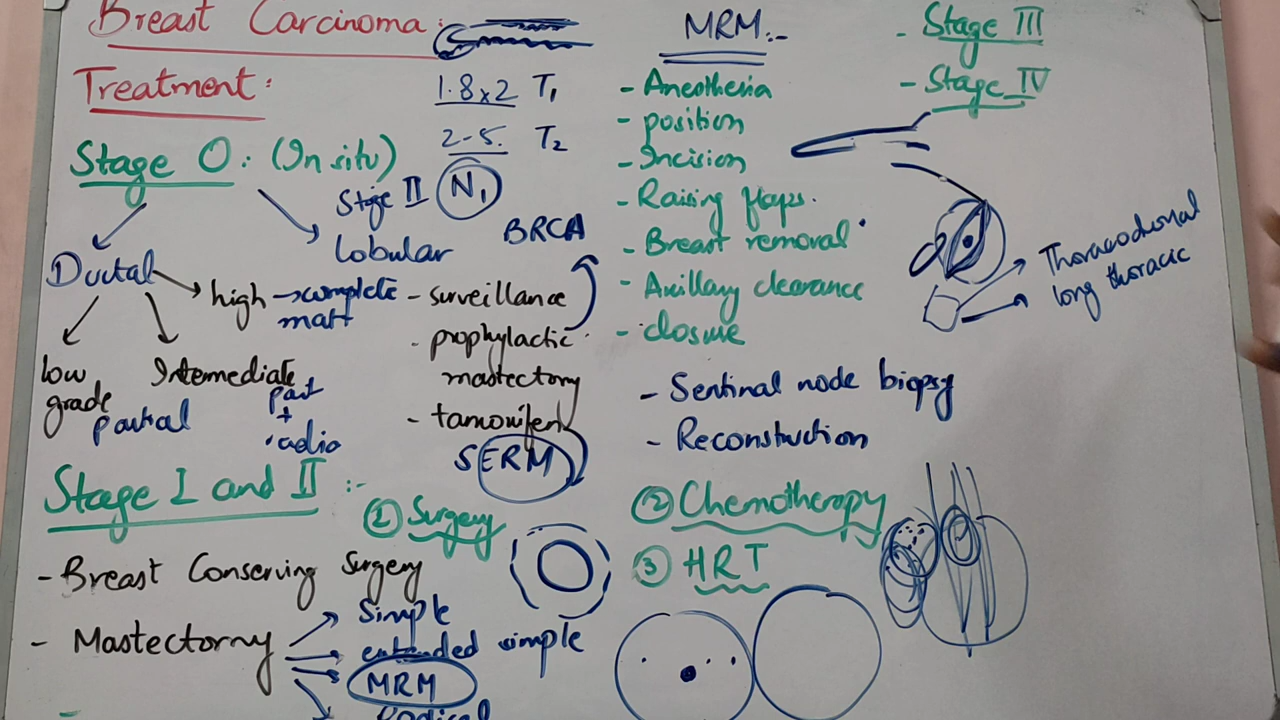 Breast Carcinoma:
Treatment:
1.8x2 T1
2-5. T2
Stage 0: (In situ)
Stage II N1
Ductal
lobular
BRCA
high → complete
matt
low
grade
partial
Intermediate
part
+
radio
- surveillance
- prophylactic
mastectomy
- tamoxifen
SERM
Stage I and II :-
① Surgery
- Breast Conserving Surgery
- Mastectomy
Simple
extended simple
MRM
Radical
MRM:-
- Anesthesia
- position
- Incision
- Raising flaps.
- Breast removal
- Axillary clearance
- closure
- Sentinal node biopsy
- Reconstruction
② Chemotherapy
③ HRT
- Stage III
- Stage IV
Thoracodorsal
long thoracic